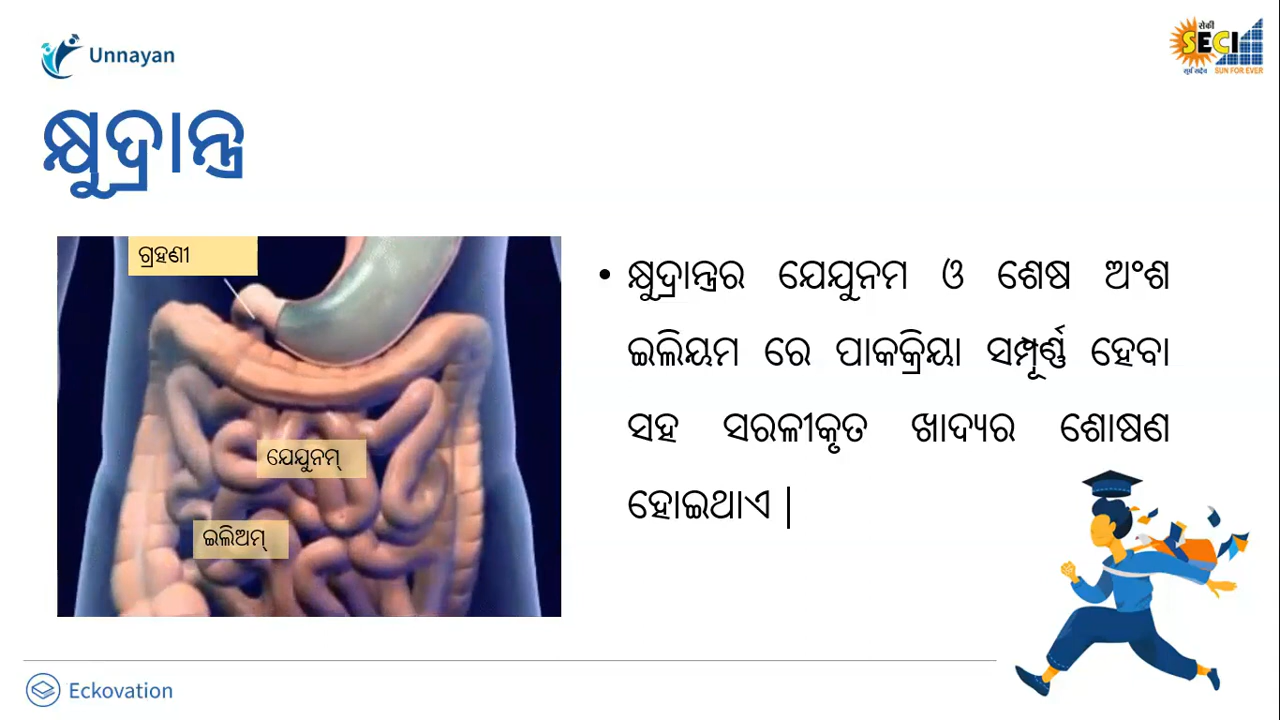 Unnayan
सेकी
SECI
सूर्य सदैव
SUN FOR EVER
କ୍ଷୁଦ୍ରାନ୍ତ୍ର
ଗ୍ରହଣୀ
ଯେଯୁନମ୍
ଇଲିଅମ୍
• କ୍ଷୁଦ୍ରାନ୍ତ୍ରର ଯେଯୁନମ ଓ ଶେଷ ଅଂଶ
ଇଲିୟମ ରେ ପାକକ୍ରିୟା ସମ୍ପୂର୍ଣ୍ଣ ହେବା
ସହ ସରଳୀକୃତ ଖାଦ୍ୟର ଶୋଷଣ
ହୋଇଥାଏ |
Eckovation